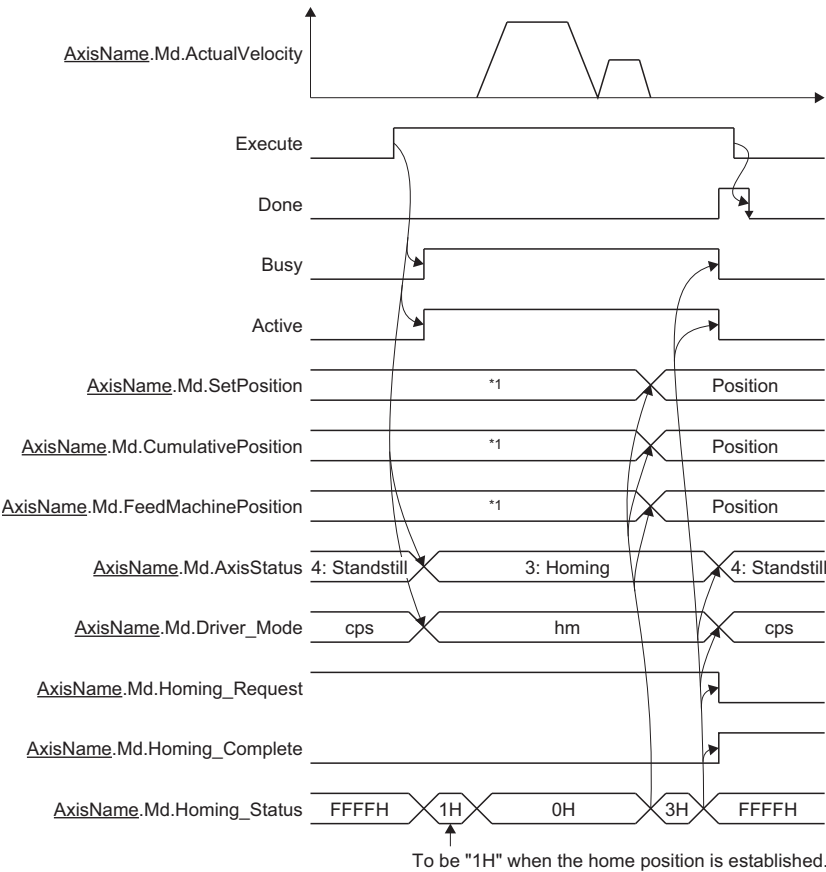 AxisName.Md.ActualVelocity
Execute
Done
Busy
Active
AxisName.Md.SetPosition *1 Position
AxisName.Md.CumulativePosition *1 Position
AxisName.Md.FeedMachinePosition *1 Position
AxisName.Md.AxisStatus 4: Standstill 3: Homing 4: Standstill
AxisName.Md.Driver_Mode cps hm cps
AxisName.Md.Homing_Request
AxisName.Md.Homing_Complete
AxisName.Md.Homing_Status FFFFH 1H 0H 3H FFFFH
To be "1H" when the home position is established.